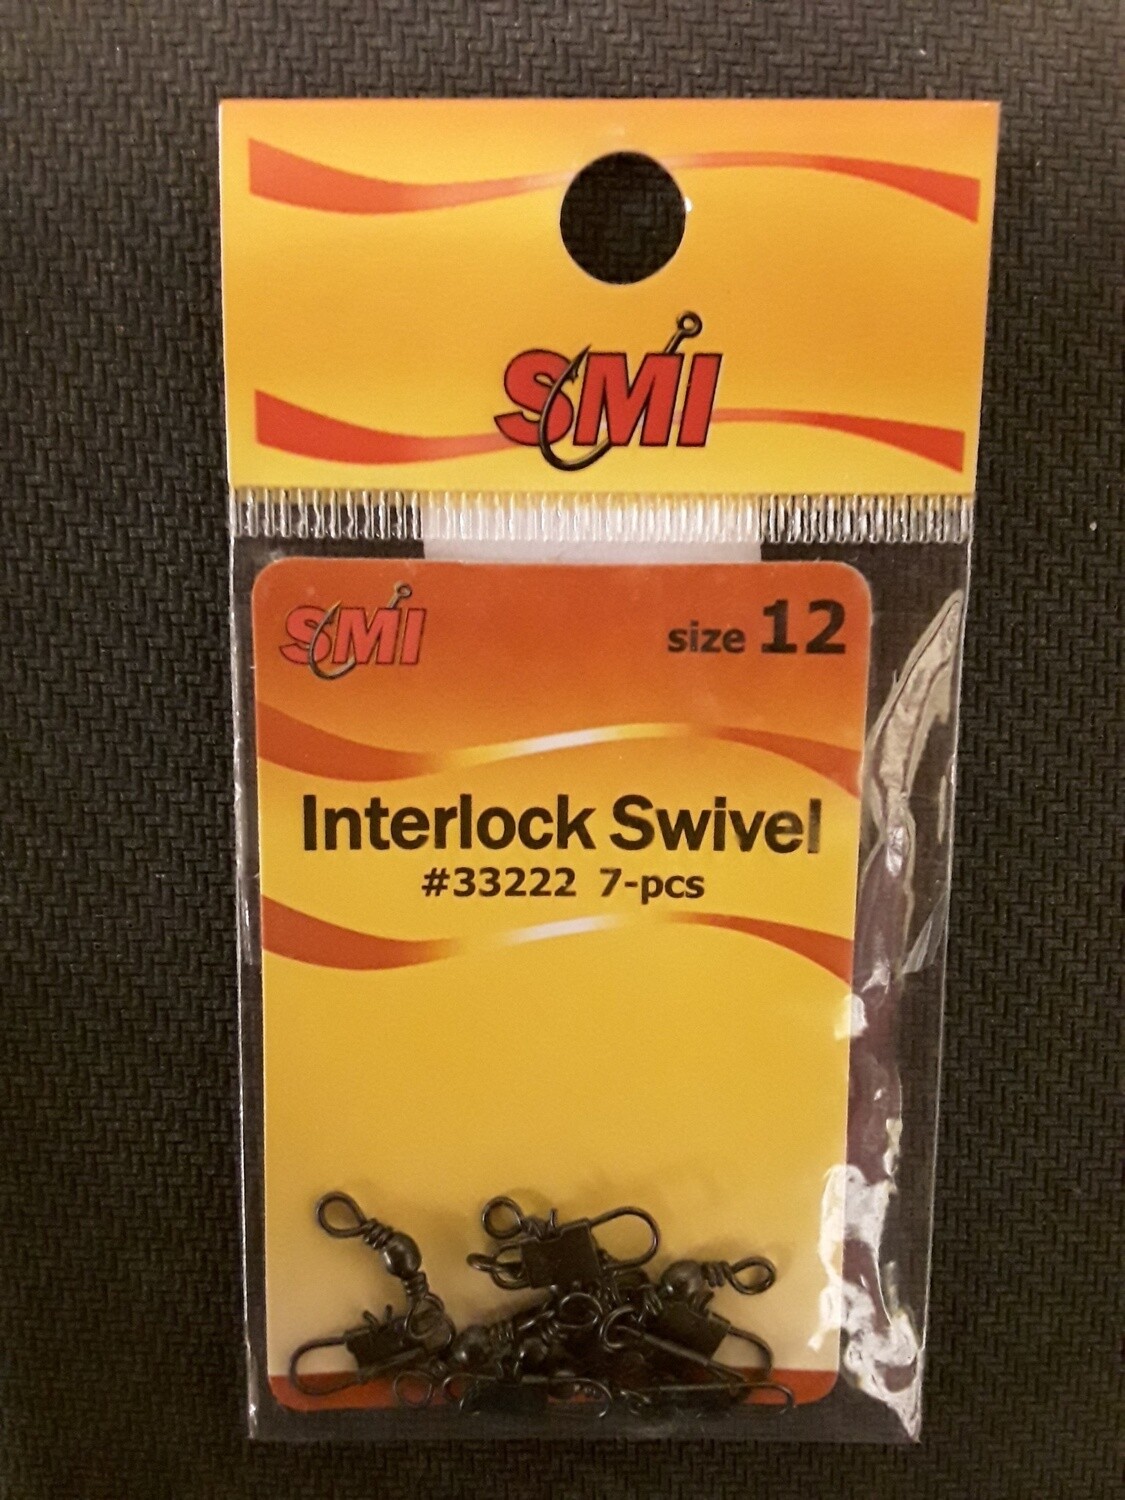 SMI
SMI
size 12
Interlock Swivel
#33222 7-pcs